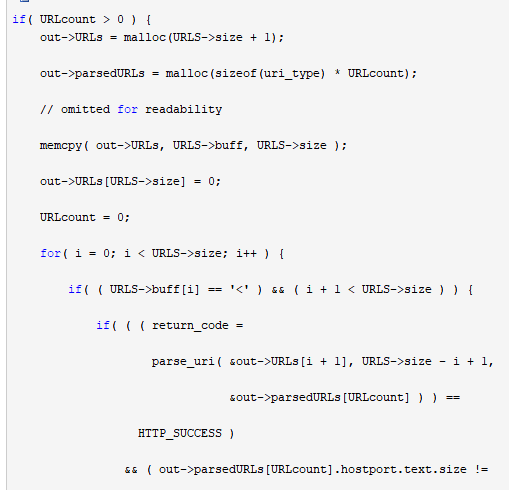 if( URLcount > 0 ) {
out->URLs = malloc(URLS->size + 1);
out->parsedURLs = malloc(sizeof(uri_type) * URLcount);
// omitted for readability
memcpy( out->URLs, URLS->buff, URLS->size );
out->URLs[URLS->size] = 0;
URLcount = 0;
for( i = 0; i < URLS->size; i++ ) {
if( ( URLS->buff[i] == '<' ) && ( i + 1 < URLS->size ) ) {
if( ( ( return_code =
parse_uri( &out->URLs[i + 1], URLS->size - i + 1,
&out->parsedURLs[URLcount] ) ) ==
HTTP_SUCCESS )
&& ( out->parsedURLs[URLcount].hostport.text.size !=